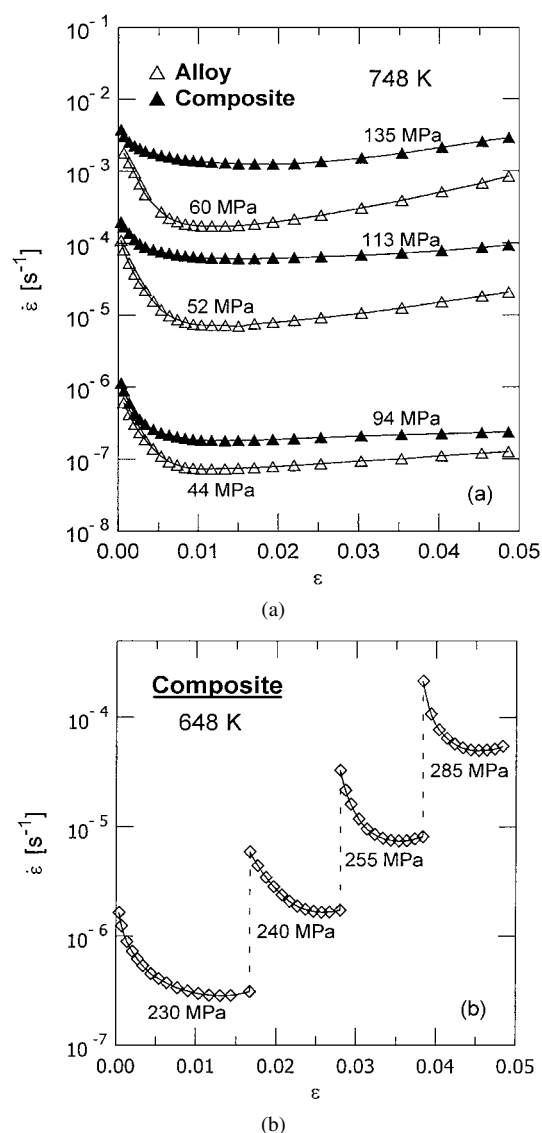 △ Alloy
▲ Composite
748 K
135 MPa
60 MPa
113 MPa
52 MPa
94 MPa
44 MPa
(a)
10⁻¹
10⁻²
10⁻³
10⁻⁴
10⁻⁵
10⁻⁶
10⁻⁷
10⁻⁸
ε̇ [s⁻¹]
0.00 0.01 0.02 0.03 0.04 0.05
ε
(a)
Composite
648 K
285 MPa
255 MPa
240 MPa
230 MPa
(b)
10⁻⁴
10⁻⁵
10⁻⁶
10⁻⁷
ε̇ [s⁻¹]
0.00 0.01 0.02 0.03 0.04 0.05
ε
(b)